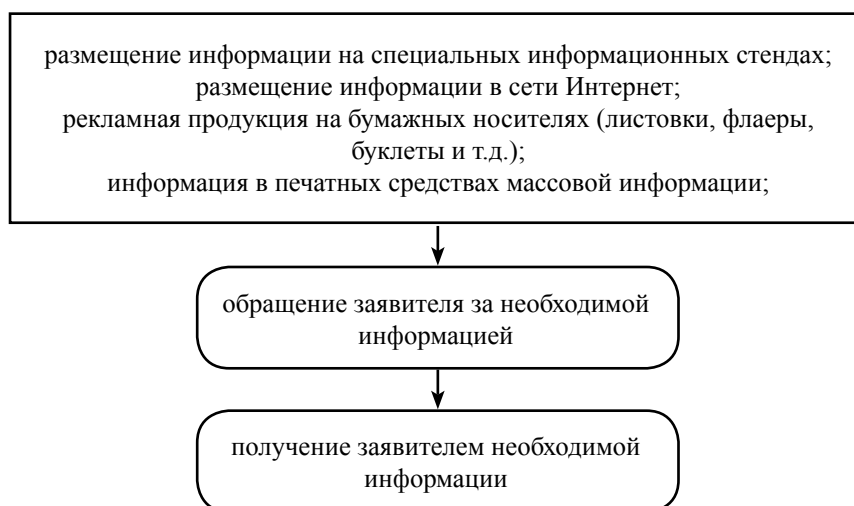 размещение информации на специальных информационных стендах;
размещение информации в сети Интернет;
рекламная продукция на бумажных носителях (листовки, флаеры,
буклеты и т.д.);
информация в печатных средствах массовой информации;
обращение заявителя за необходимой
информацией
получение заявителем необходимой
информации